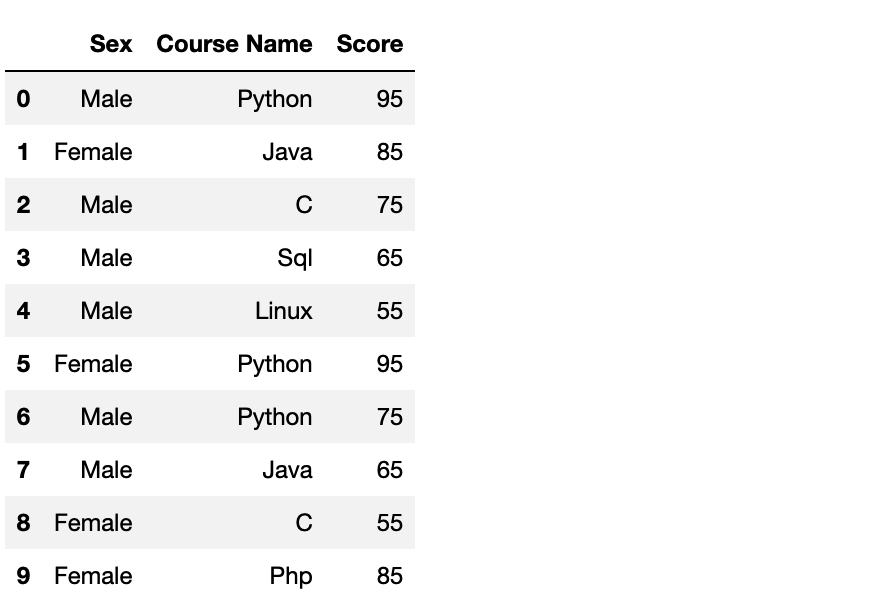 Sex Course Name Score
0 Male Python 95
1 Female Java 85
2 Male C 75
3 Male Sql 65
4 Male Linux 55
5 Female Python 95
6 Male Python 75
7 Male Java 65
8 Female C 55
9 Female Php 85